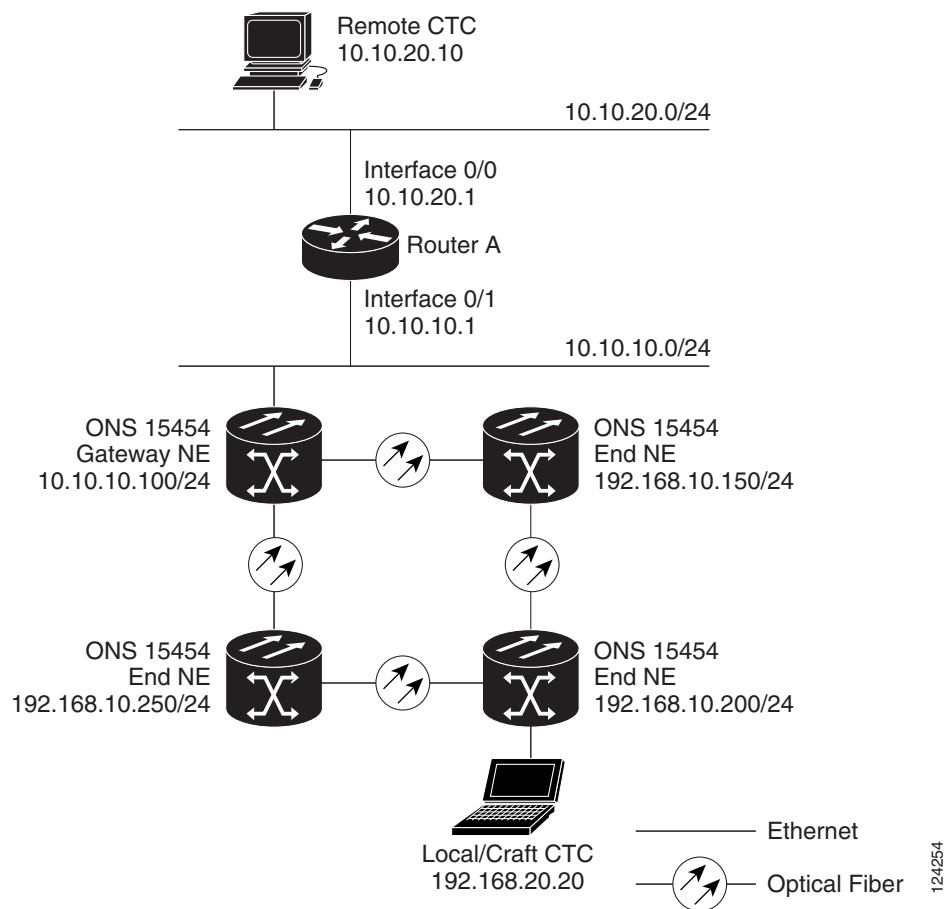 Remote CTC
10.10.20.10
10.10.20.0/24
Interface 0/0
10.10.20.1
Router A
Interface 0/1
10.10.10.1
10.10.10.0/24
ONS 15454
Gateway NE
10.10.10.100/24
ONS 15454
End NE
192.168.10.150/24
ONS 15454
End NE
192.168.10.250/24
ONS 15454
End NE
192.168.10.200/24
Local/Craft CTC
192.168.20.20
Ethernet
Optical Fiber
124254